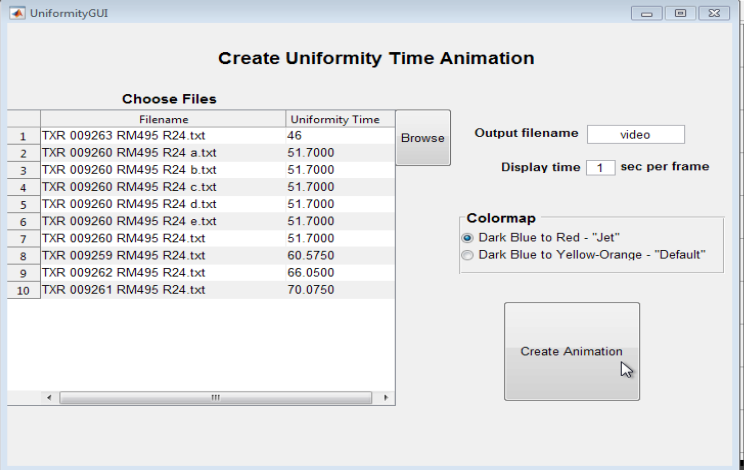 UniformityGUI
Create Uniformity Time Animation
Choose Files
Filename Uniformity Time
1 TXR 009263 RM495 R24.txt 46
2 TXR 009260 RM495 R24 a.txt 51.7000
3 TXR 009260 RM495 R24 b.txt 51.7000
4 TXR 009260 RM495 R24 c.txt 51.7000
5 TXR 009260 RM495 R24 d.txt 51.7000
6 TXR 009260 RM495 R24 e.txt 51.7000
7 TXR 009260 RM495 R24.txt 51.7000
8 TXR 009259 RM495 R24.txt 60.5750
9 TXR 009262 RM495 R24.txt 66.0500
10 TXR 009261 RM495 R24.txt 70.0750
Browse
Output filename video
Display time 1 sec per frame
Colormap
Dark Blue to Red - "Jet"
Dark Blue to Yellow-Orange - "Default"
Create Animation